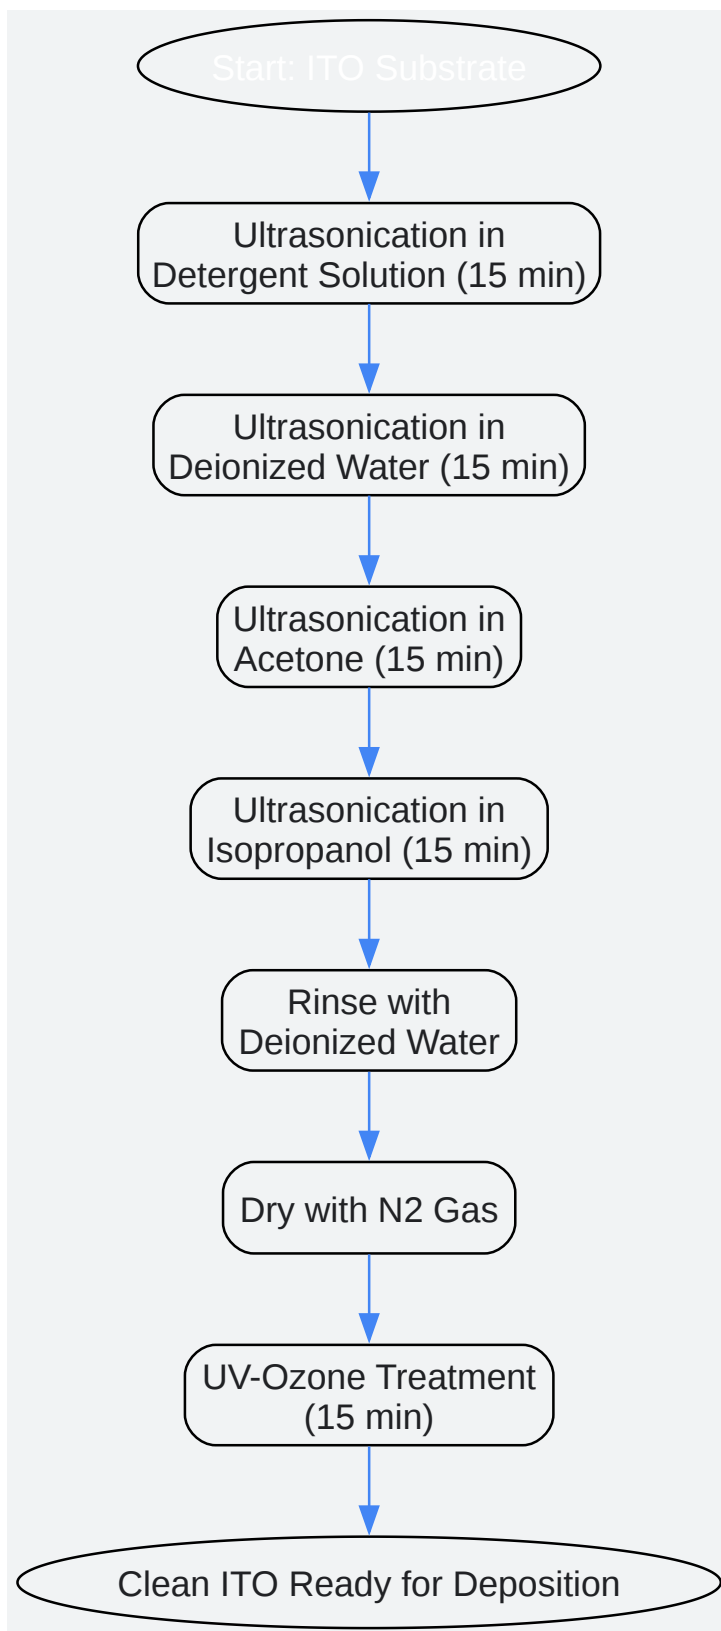 Start: ITO Substrate
Ultrasonication in
Detergent Solution (15 min)
Ultrasonication in
Deionized Water (15 min)
Ultrasonication in
Acetone (15 min)
Ultrasonication in
Isopropanol (15 min)
Rinse with
Deionized Water
Dry with N2 Gas
UV-Ozone Treatment
(15 min)
Clean ITO Ready for Deposition